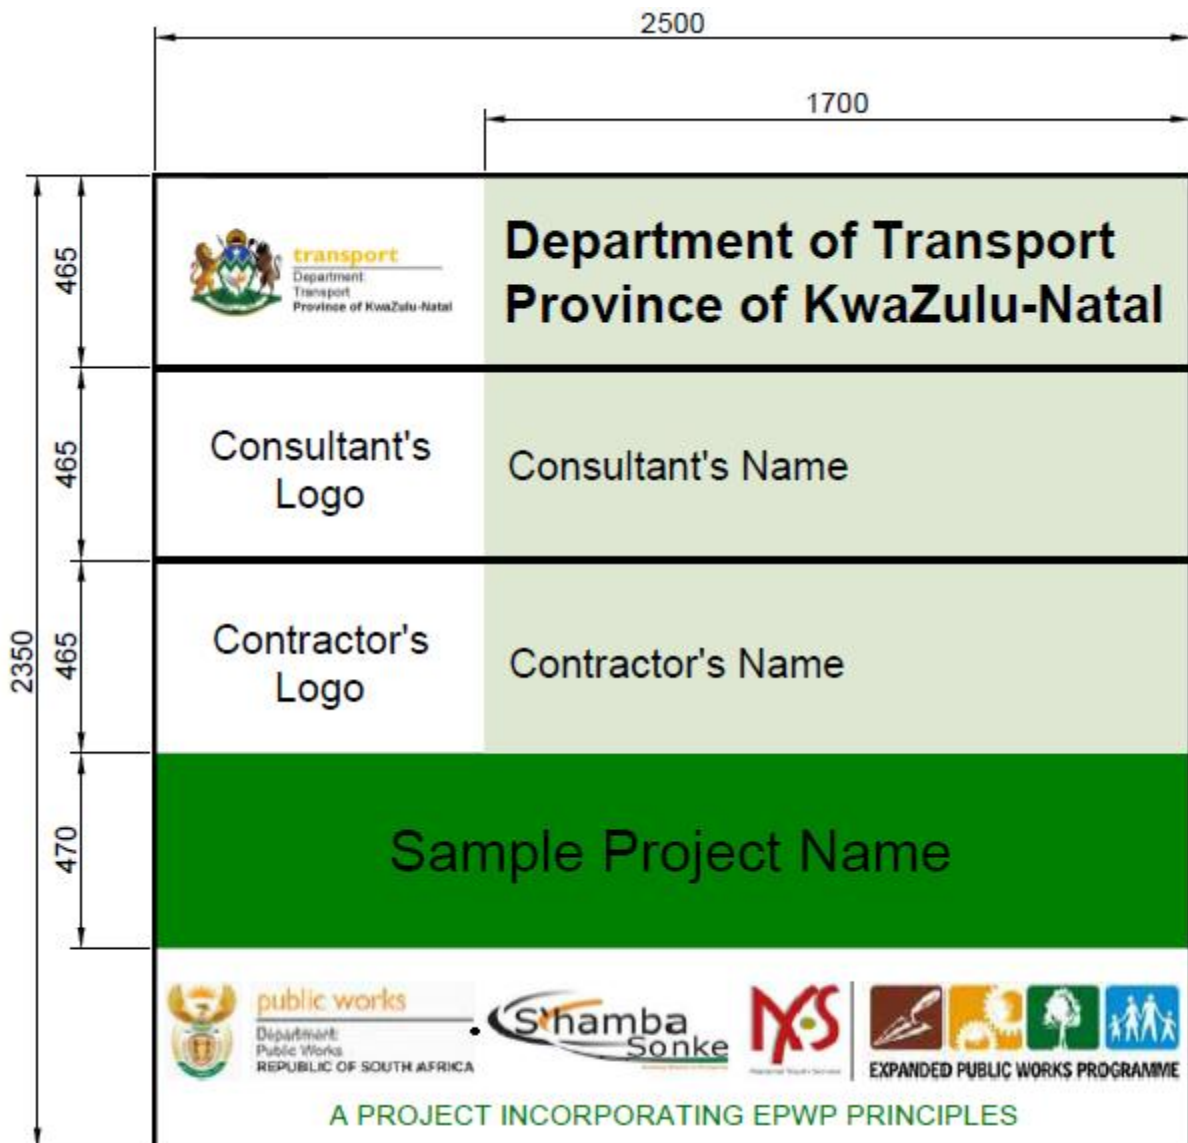 2500
1700
465
transport
Department:
Transport
Province of KwaZulu-Natal
Department of Transport
Province of KwaZulu-Natal
465
Consultant's
Logo
Consultant's Name
2350
465
Contractor's
Logo
Contractor's Name
470
Sample Project Name
public works
Department:
Public Works
REPUBLIC OF SOUTH AFRICA
S'hamba
Sonke
NYS
EXPANDED PUBLIC WORKS PROGRAMME
A PROJECT INCORPORATING EPWP PRINCIPLES